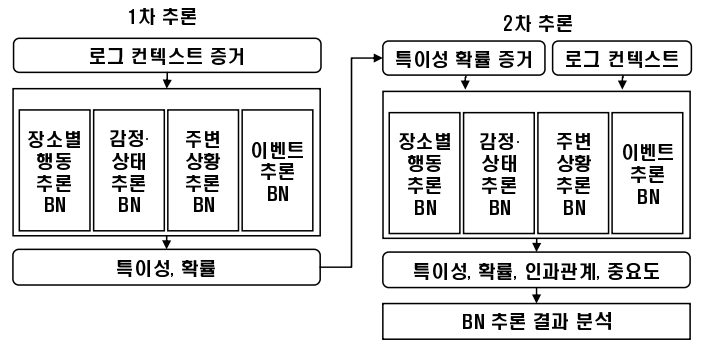 1차 추론
로그 컨텍스트 증거
장소별
행동
추론
BN
감정·
상태
추론
BN
주변
상황
추론
BN
이벤트
추론
BN
특이성, 확률
2차 추론
특이성 확률 증거
로그 컨텍스트
장소별
행동
추론
BN
감정·
상태
추론
BN
주변
상황
추론
BN
이벤트
추론
BN
특이성, 확률, 인과관계, 중요도
BN 추론 결과 분석